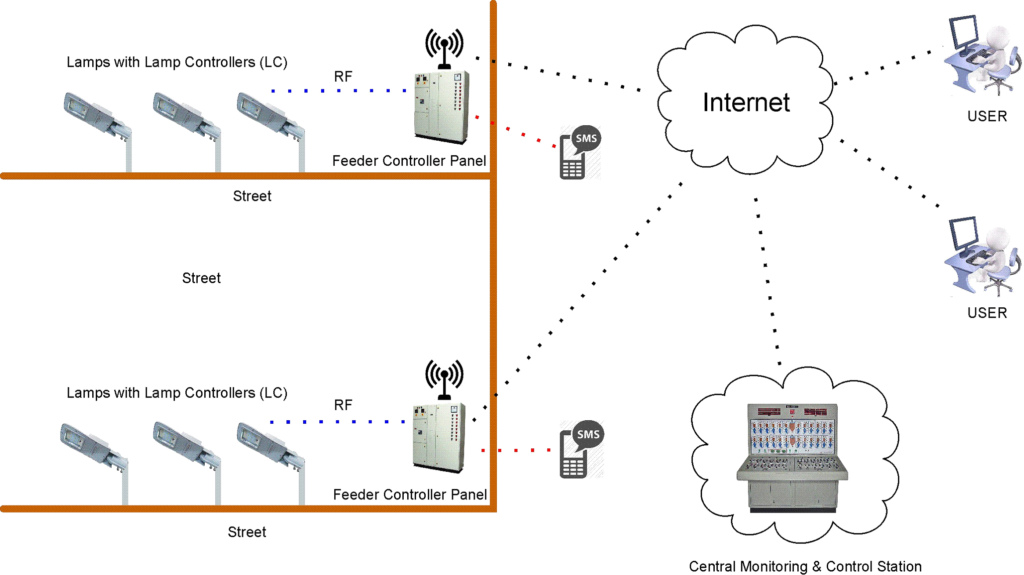 Lamps with Lamp Controllers (LC)
RF
SMS
Feeder Controller Panel
Street
Internet
USER
Street
USER
Lamps with Lamp Controllers (LC)
RF
SMS
Feeder Controller Panel
Street
Central Monitoring & Control Station